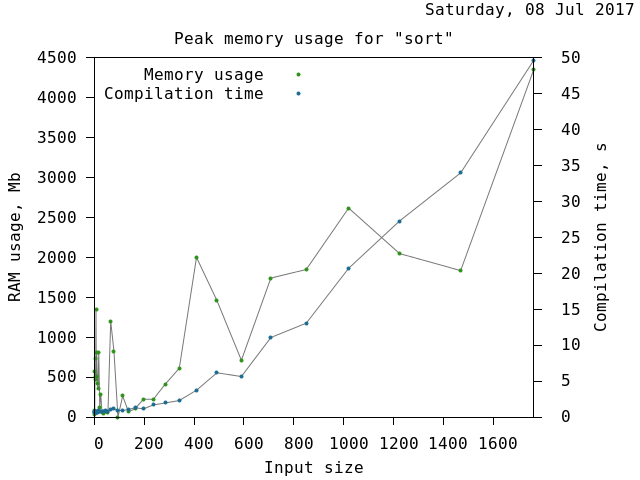 Saturday, 08 Jul 2017
Peak memory usage for "sort"
Memory usage
Compilation time
4500
4000
3500
3000
2500
2000
1500
1000
500
0
RAM usage, Mb
50
45
40
35
30
25
20
15
10
5
0
Compilation time, s
0 200 400 600 800 1000 1200 1400 1600
Input size